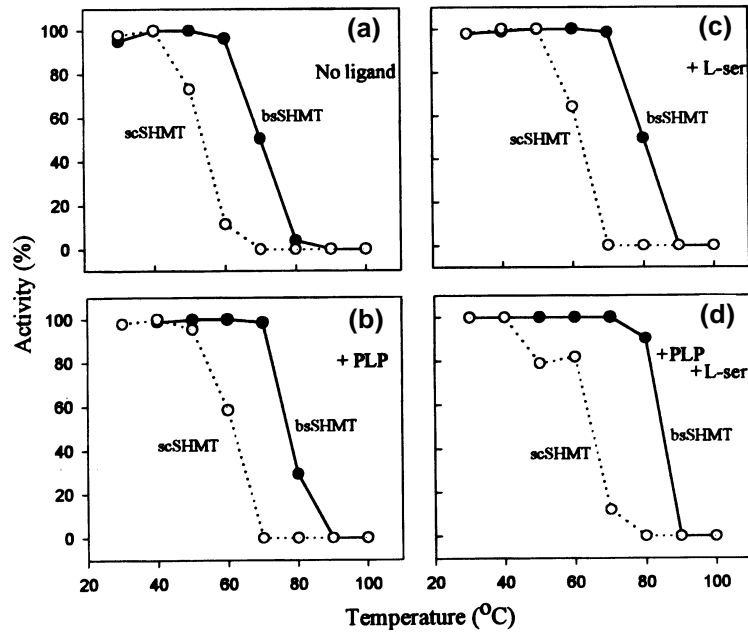 (a)
No ligand
scSHMT
bsSHMT
100
80
60
40
20
0
(c)
+ L-ser
scSHMT
bsSHMT
(b)
+ PLP
scSHMT
bsSHMT
100
80
60
40
20
0
20
40
60
80
100
(d)
+ PLP
+ L-ser
scSHMT
bsSHMT
20
40
60
80
100
Activity (%)
Temperature (°C)